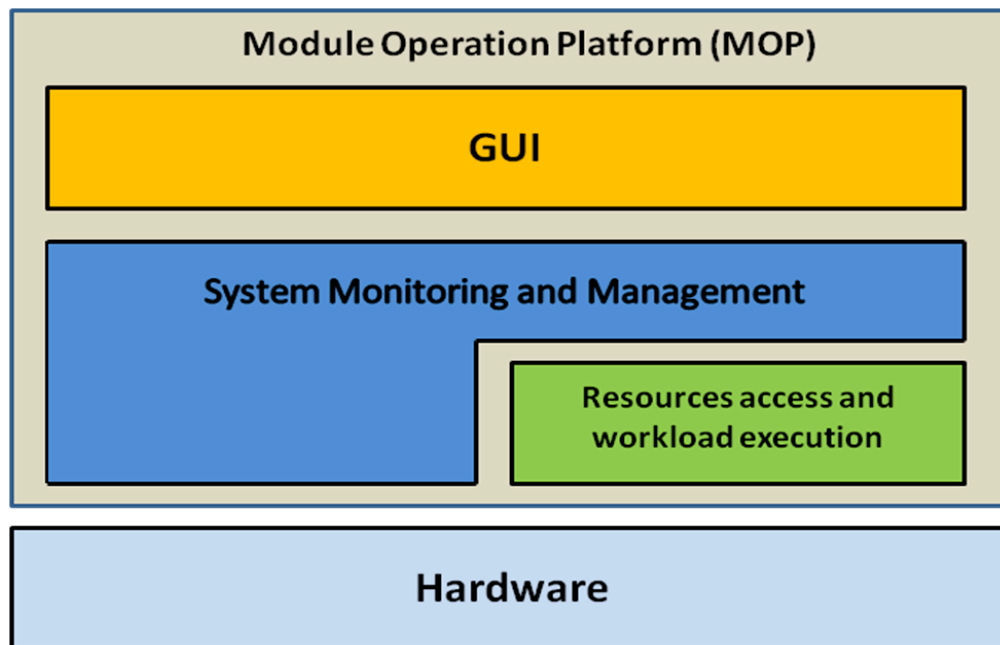 Module Operation Platform (MOP)
GUI
System Monitoring and Management
Resources access and
workload execution
Hardware